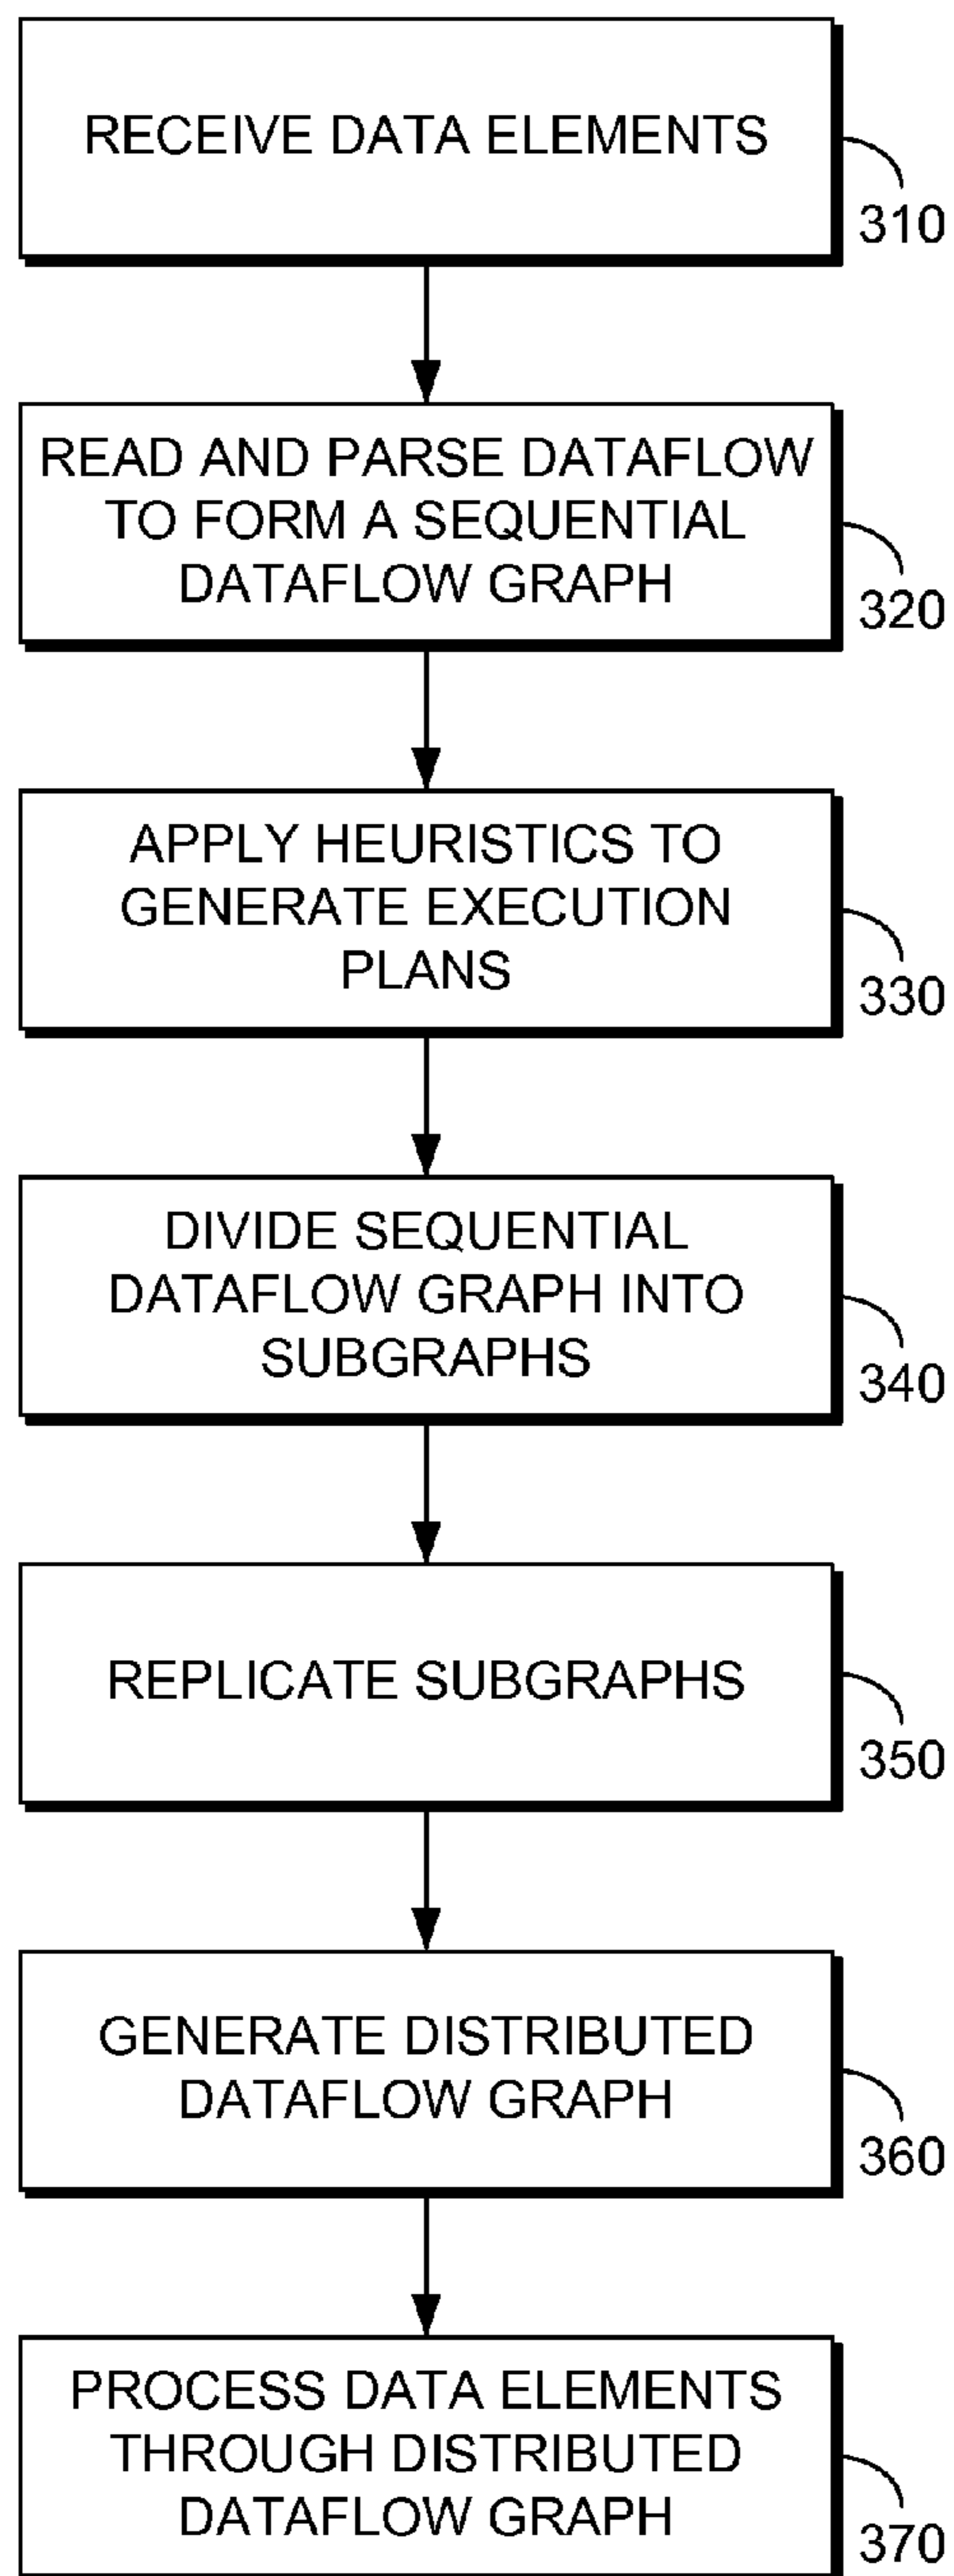 RECEIVE DATA ELEMENTS
310
READ AND PARSE DATAFLOW
TO FORM A SEQUENTIAL
DATAFLOW GRAPH
320
APPLY HEURISTICS TO
GENERATE EXECUTION
PLANS
330
DIVIDE SEQUENTIAL
DATAFLOW GRAPH INTO
SUBGRAPHS
340
REPLICATE SUBGRAPHS
350
GENERATE DISTRIBUTED
DATAFLOW GRAPH
360
PROCESS DATA ELEMENTS
THROUGH DISTRIBUTED
DATAFLOW GRAPH
370